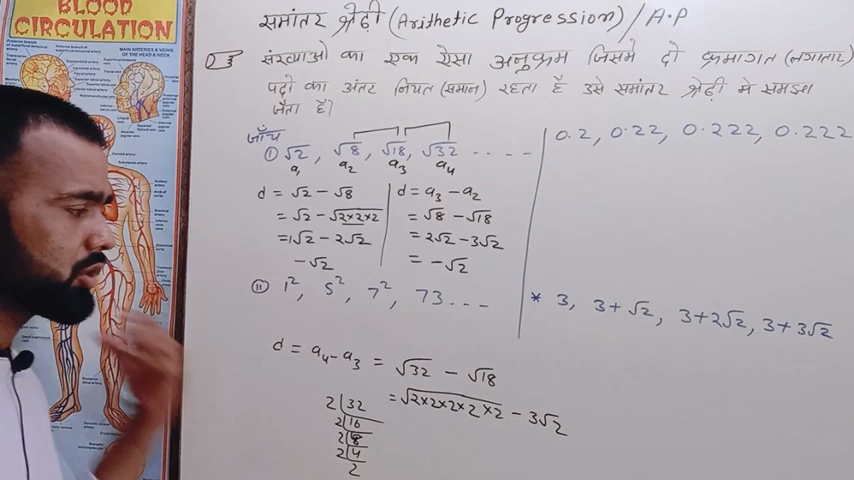 BLOOD
CIRCULATION
MAIN ARTERIES & VEINS
OF THE HEAD & NECK
समांतर श्रेढ़ी (Arithetic Progression) / A.P
संख्याओ का एक ऐसा अनुक्रम जिसमे दो क्रमागत (लगातार)
पदो का अंतर नियत (समान) रहता है उसे समांतर श्रेढ़ी मे समझा
जैता है।
जाँच
① √2, √8, √18, √32 ....--
a₁ a₂ a₃ a₄
d = √2 - √8
= √2 - √2×2×2
= 1√2 - 2√2
-√2
d = a₃ - a₂
= √8 - √18
= 2√2 - 3√2
= -√2
0.2, 0.22, 0.222, 0.222
Ⅱ 1², 5², 7², 73 ...--
* 3, 3+√2, 3+2√2, 3+3√2
d = a₄ - a₃ = √32 - √18
= √2×2×2×2×2 - 3√2
2 | 32
2 | 16
2 | 8
2 | 4
2